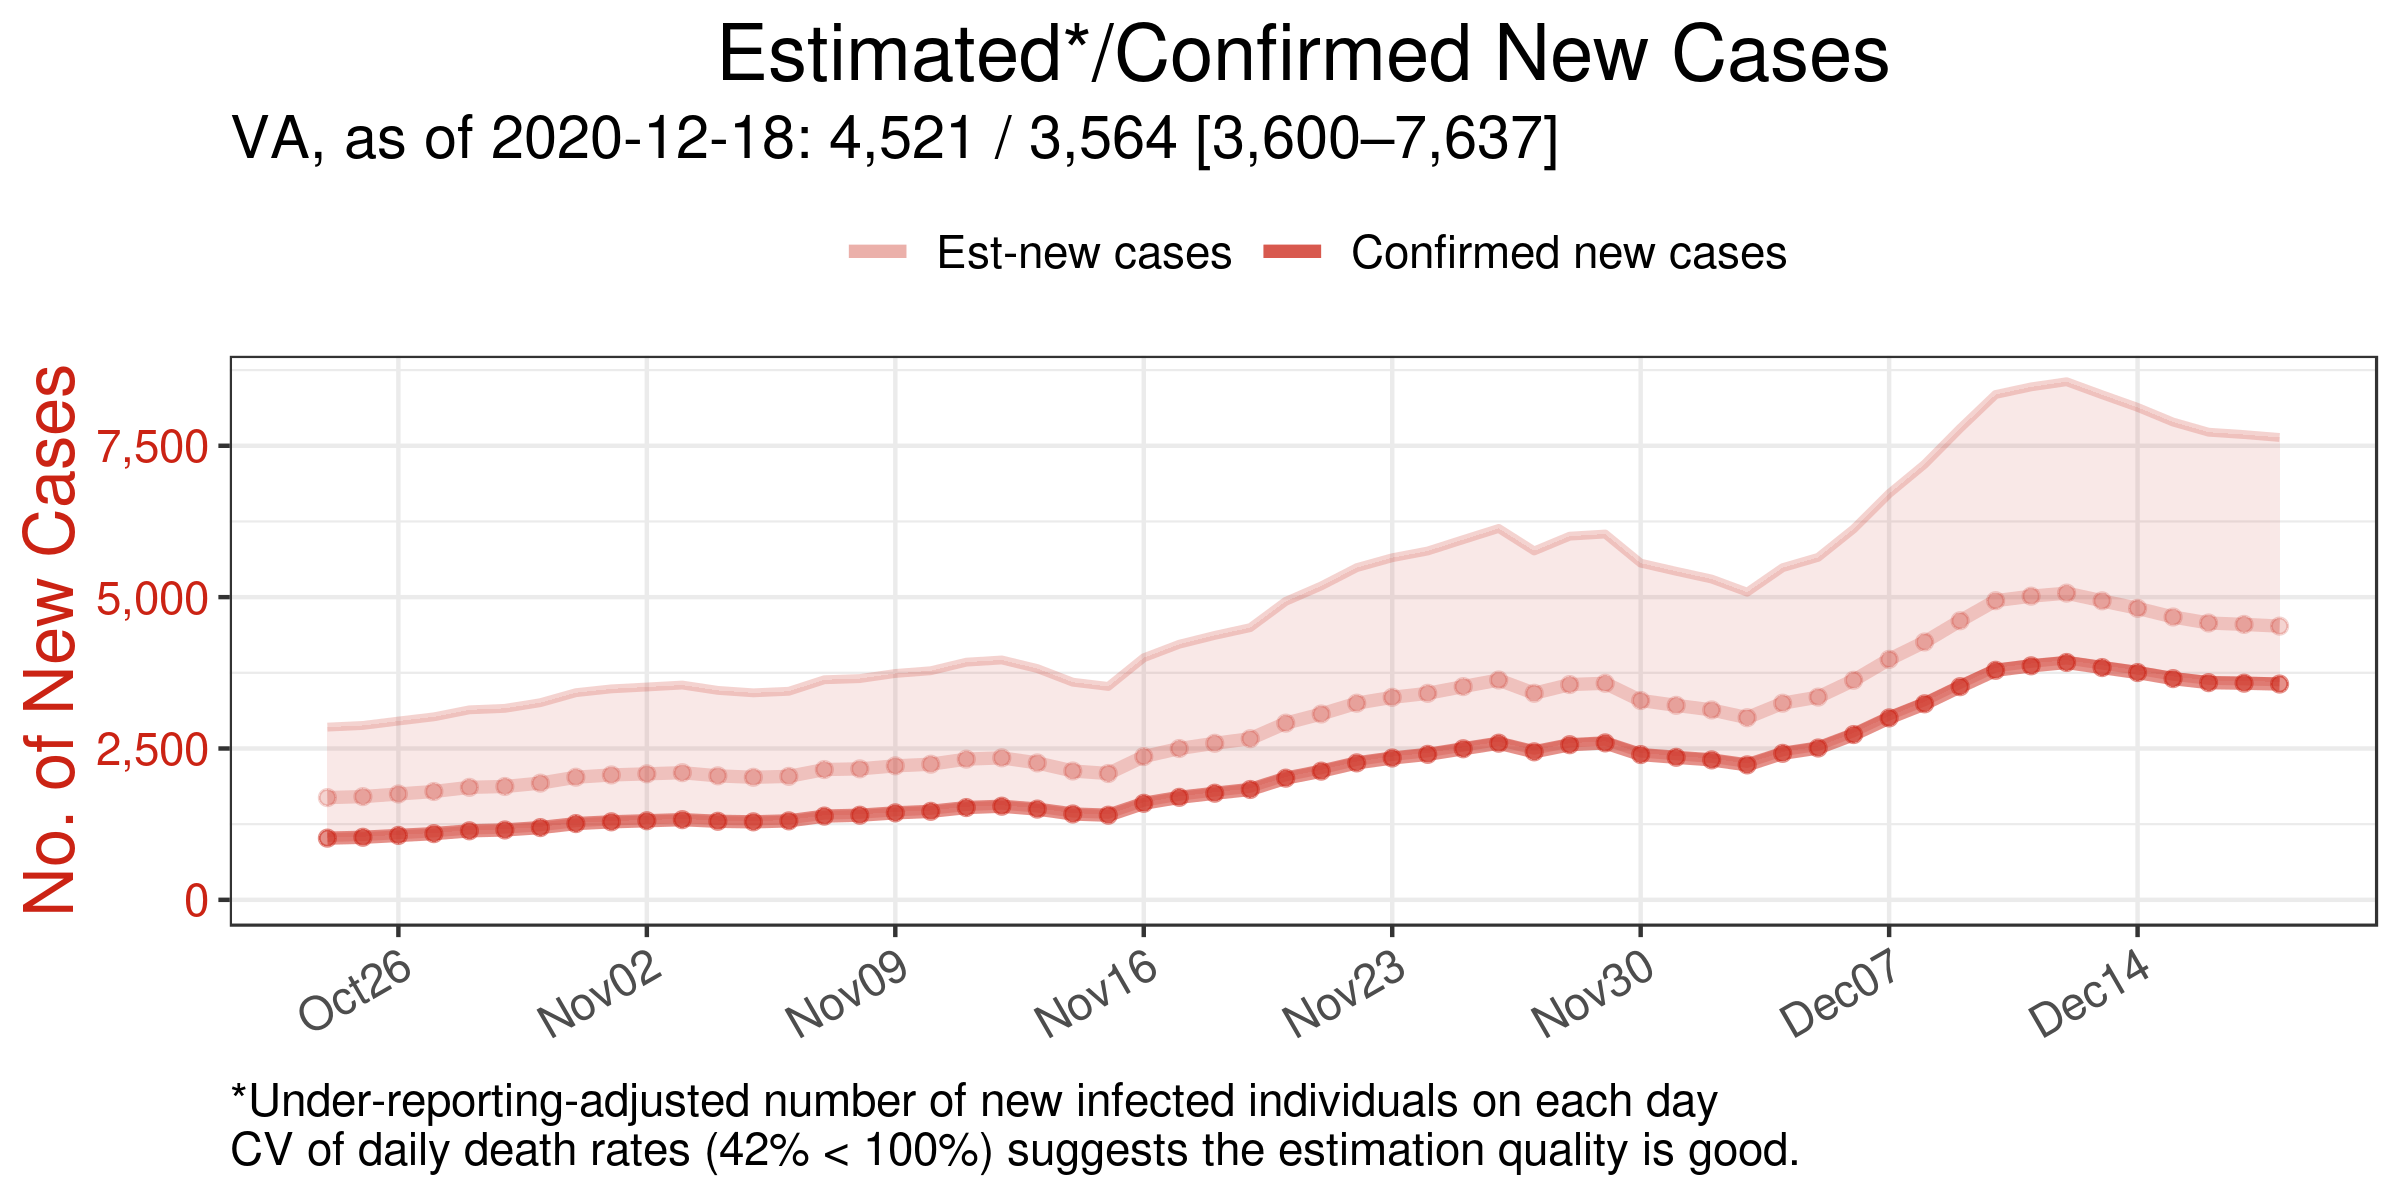 Estimated*/Confirmed New Cases
VA, as of 2020-12-18: 4,521 / 3,564 [3,600–7,637]
Est-new cases
Confirmed new cases
No. of New Cases
7,500
5,000
2,500
0
Oct26
Nov02
Nov09
Nov16
Nov23
Nov30
Dec07
Dec14
*Under-reporting-adjusted number of new infected individuals on each day
CV of daily death rates (42% < 100%) suggests the estimation quality is good.